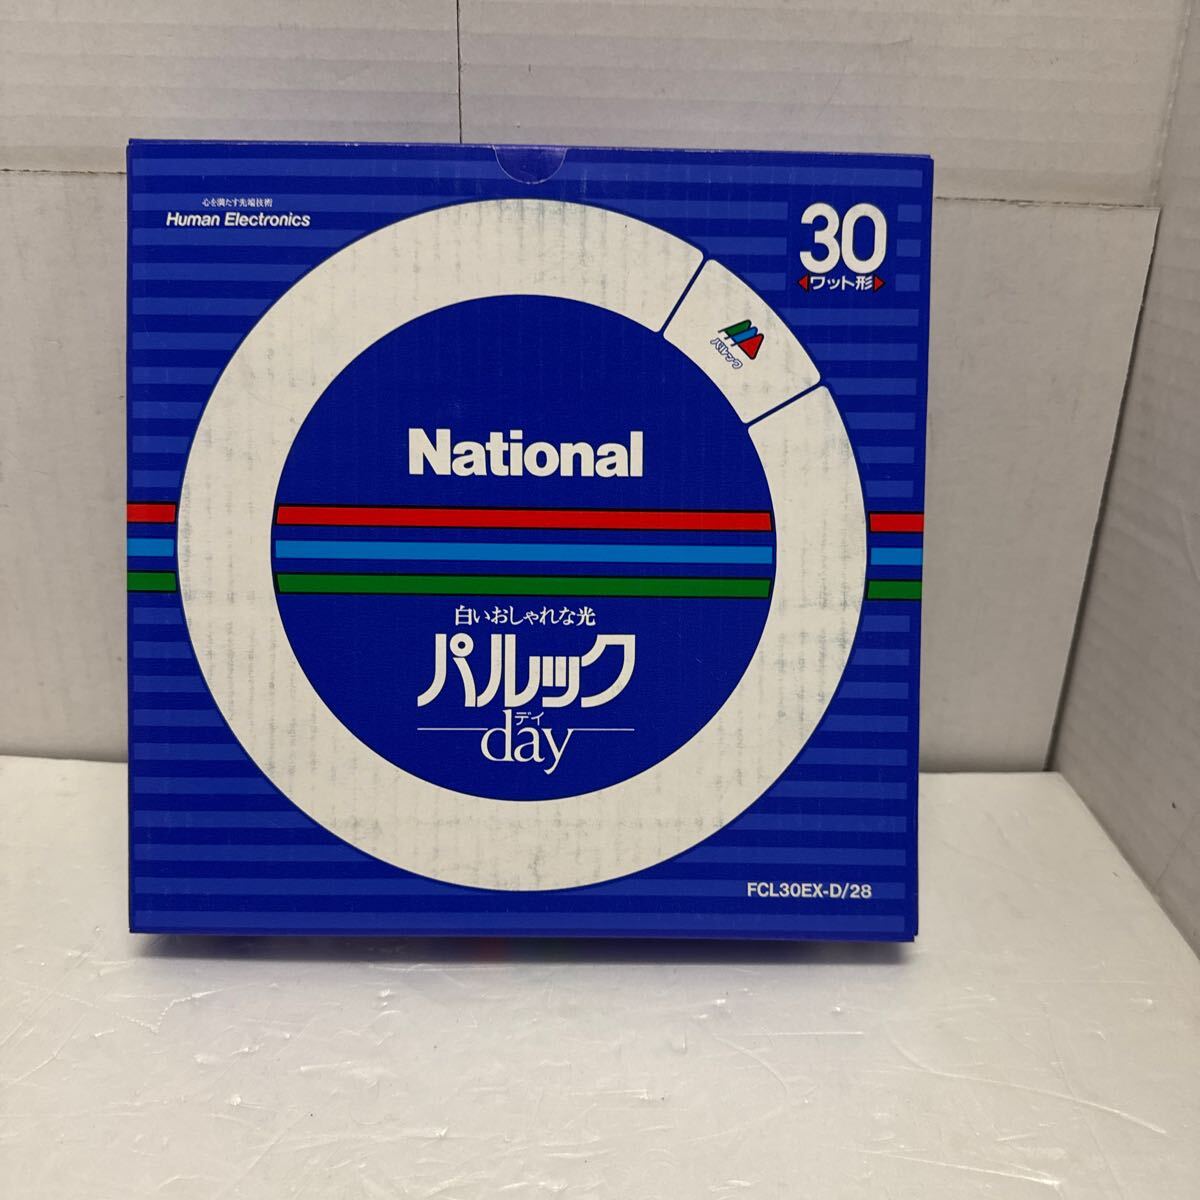 心を満たす先端技術
Human Electronics
30
ワット形
パルック
National
白いおしゃれな光
パルック
デイ
day
FCL30EX-D/28